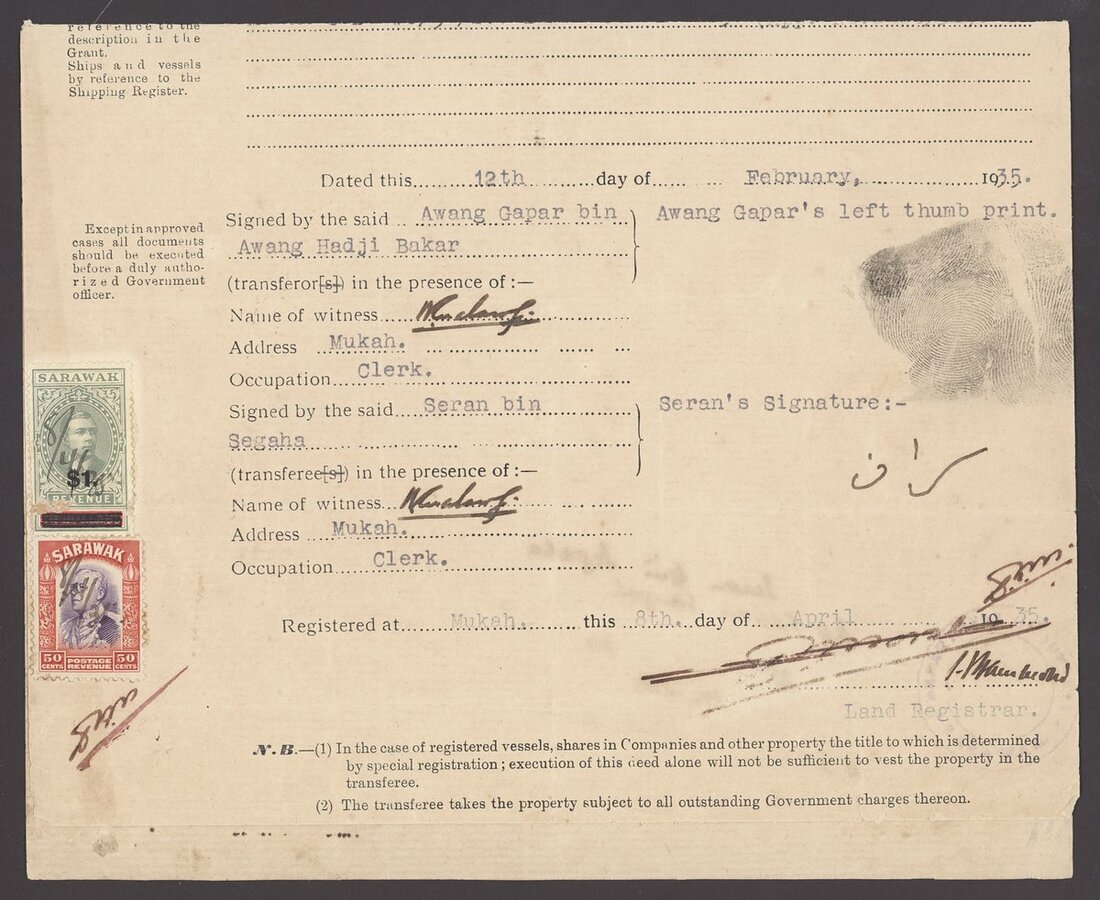 reference to the
description in the
Grant.
Ships and vessels
by reference to the
Shipping Register.
Dated this 12th day of February, 1935.
Except in approved
cases all documents
should be executed
before a duly autho-
rized Government
officer.
Signed by the said Awang Gapar bin
Awang Hadji Bakar
(transferor[s]) in the presence of :—
Awang Gapar's left thumb print.
Name of witness
Address Mukah.
Occupation Clerk.
Signed by the said Seran bin
Segaha
(transferee[s]) in the presence of :—
Seran's Signature:-
Name of witness
Address Mukah.
Occupation Clerk.
SARAWAK
$1.
REVENUE
SARAWAK
50 CENTS POSTAGE REVENUE 50 CENTS
Registered at Mukah. this 8th. day of April 1935.
Land Registrar.
N.B.—(1) In the case of registered vessels, shares in Companies and other property the title to which is determined
by special registration ; execution of this deed alone will not be sufficient to vest the property in the
transferee.
(2) The transferee takes the property subject to all outstanding Government charges thereon.